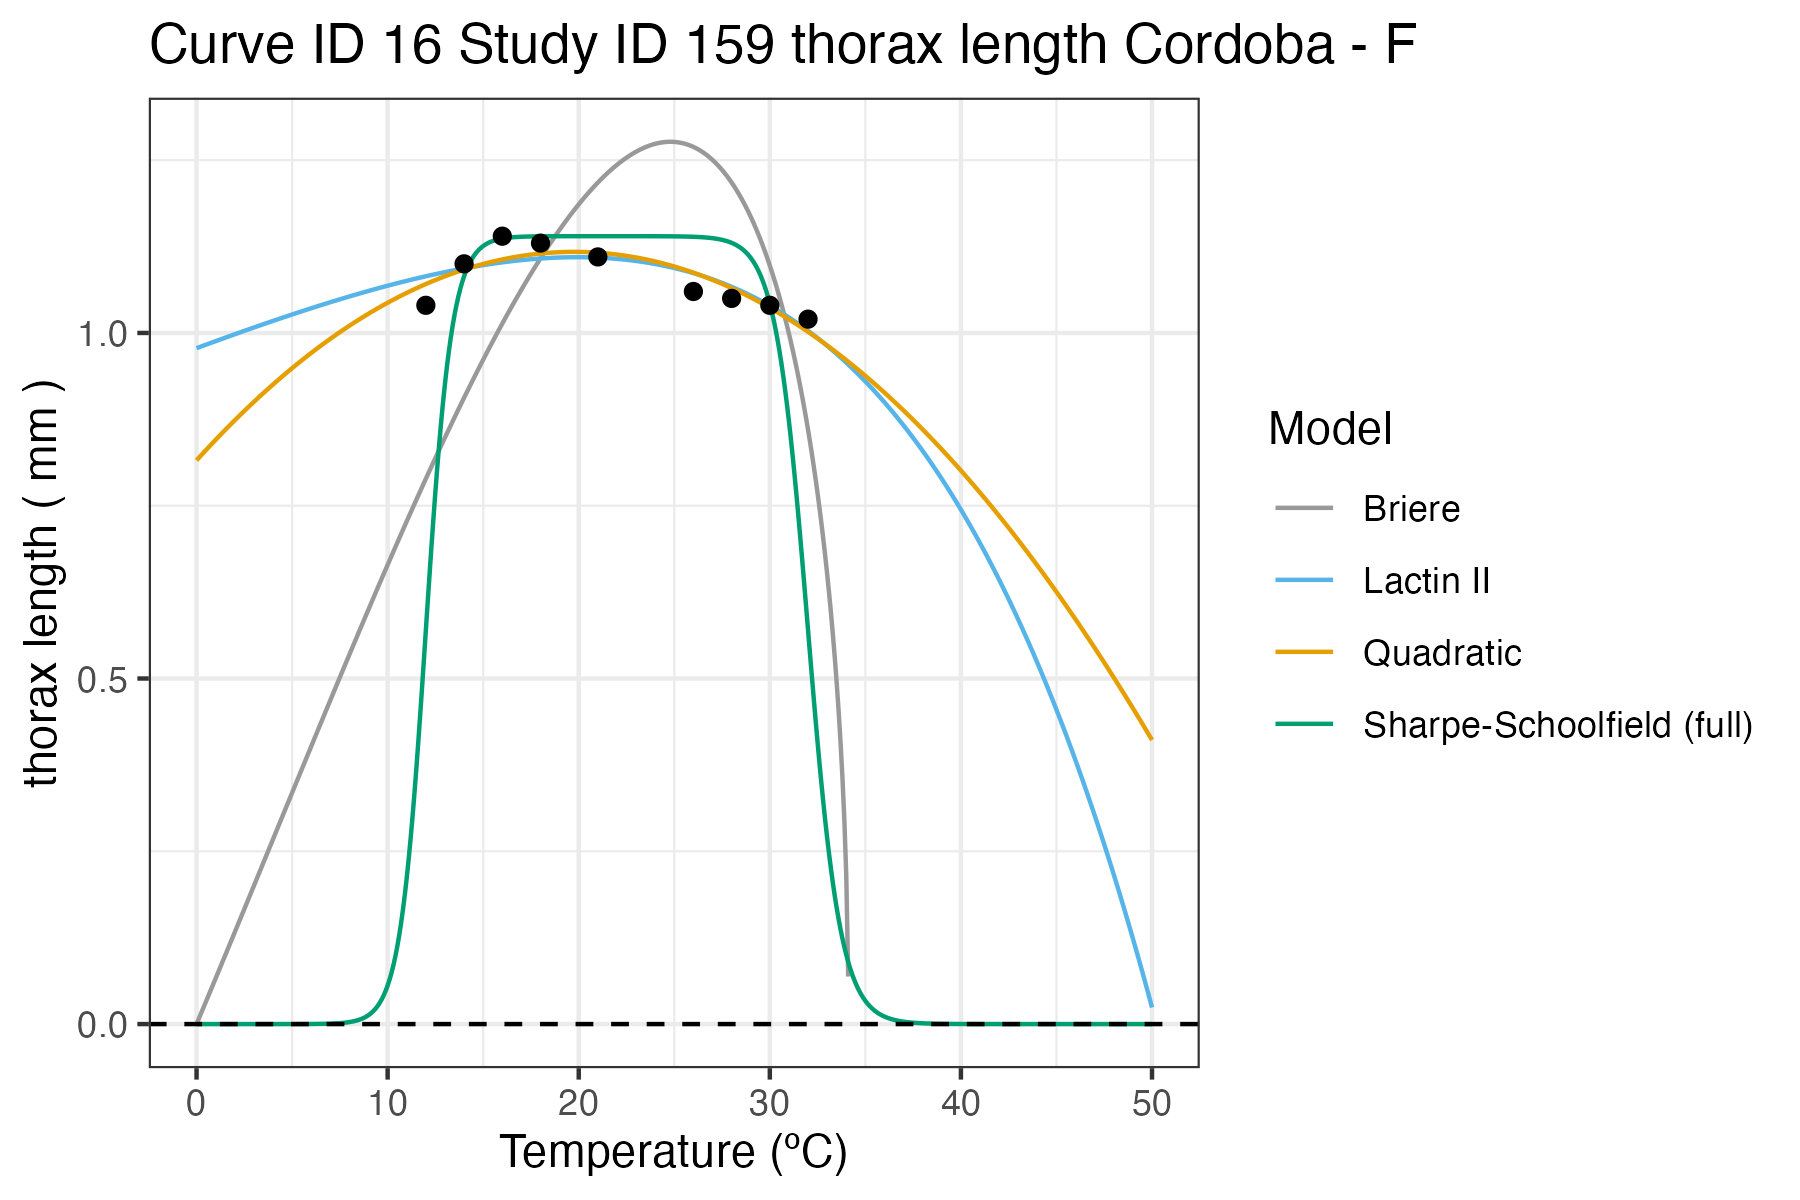 Curve ID 16 Study ID 159 thorax length Cordoba - F
thorax length ( mm )
1.0
0.5
0.0
0
10
20
30
40
50
Temperature (ºC)
Model
Briere
Lactin II
Quadratic
Sharpe-Schoolfield (full)